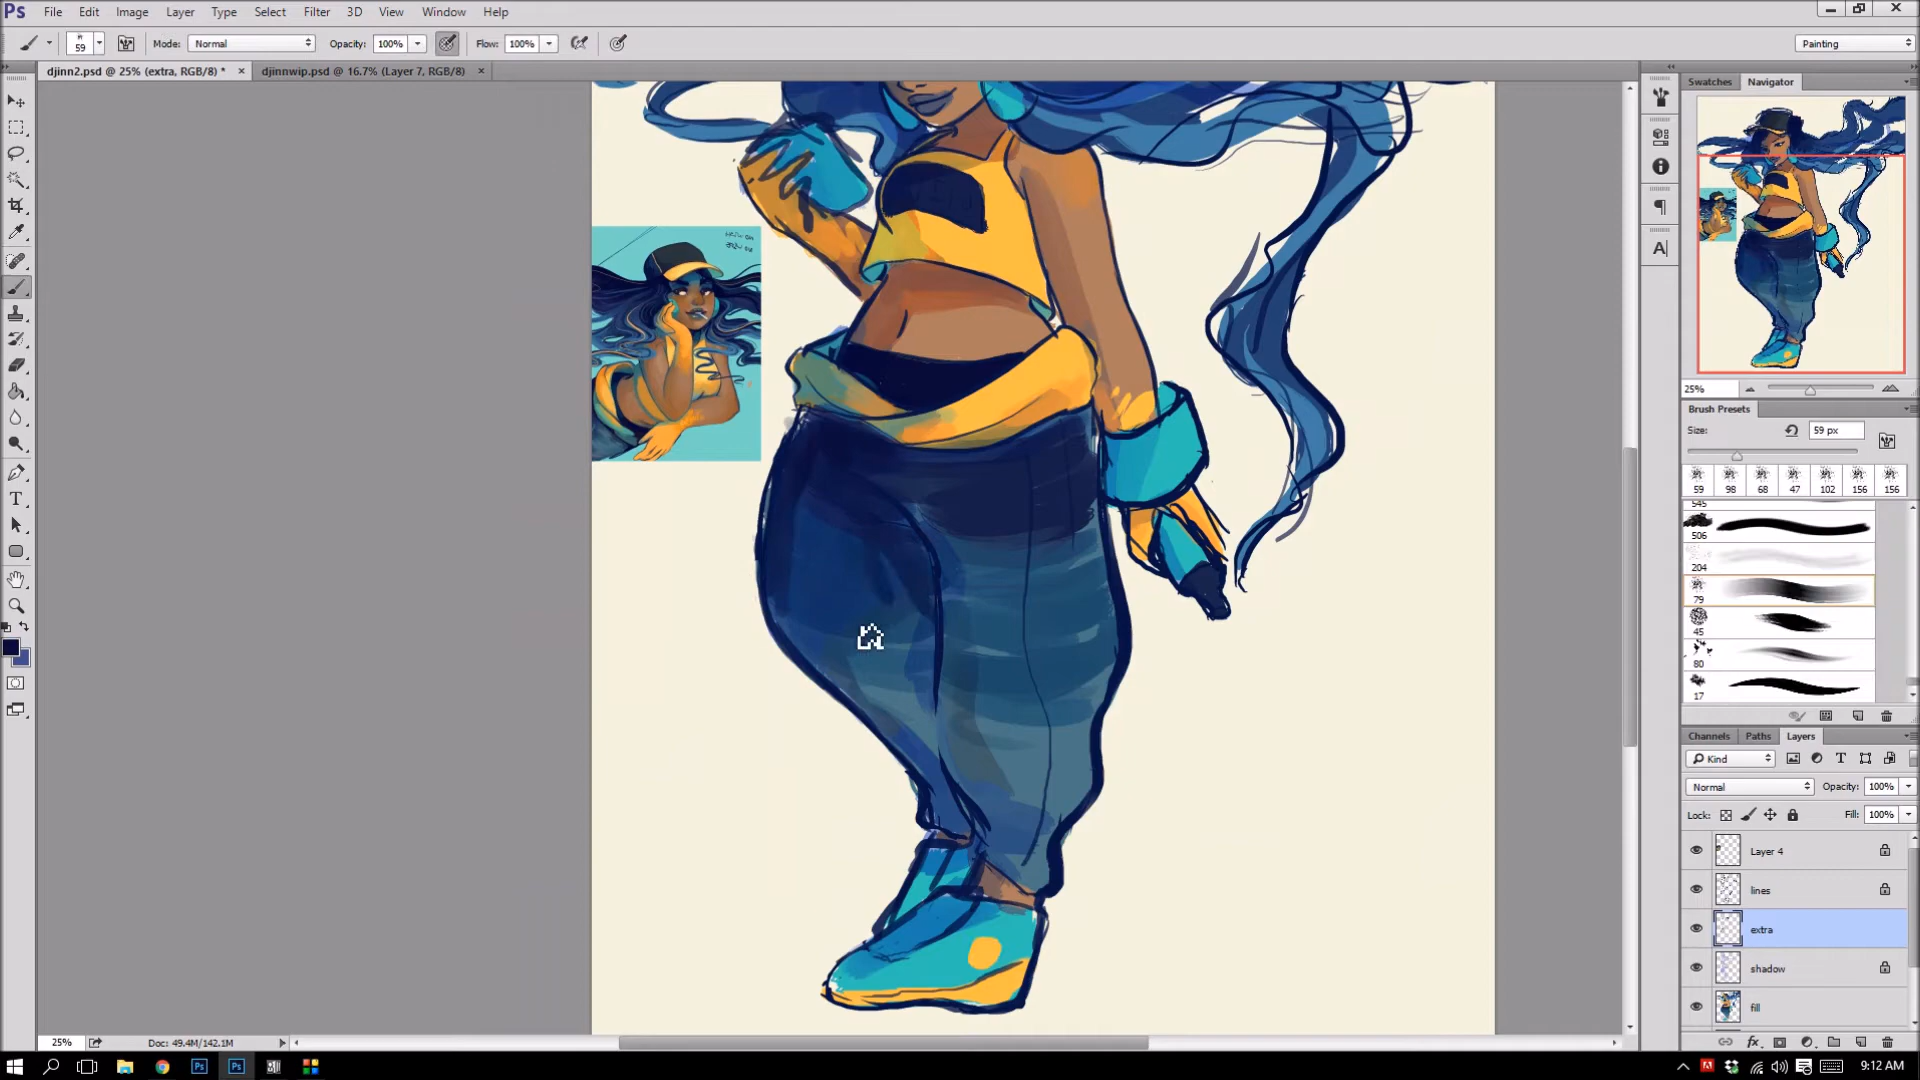 Ps File Edit Image Layer Type Select Filter 3D View Window Help
59 Mode: Normal Opacity: 100% Flow: 100% Painting
djinn2.psd @ 25% (extra, RGB/8) * djinnwip.psd @ 16.7% (Layer 7, RGB/8)
Swatches Navigator
25%
Brush Presets
Size: 59 px
59 98 68 47 102 156 156
545
506
204
79
45
80
17
Channels Paths Layers
Kind
Normal Opacity: 100%
Lock: Fill: 100%
Layer 4
lines
extra
shadow
fill
25% Doc: 49.4M/142.1M
9:12 AM